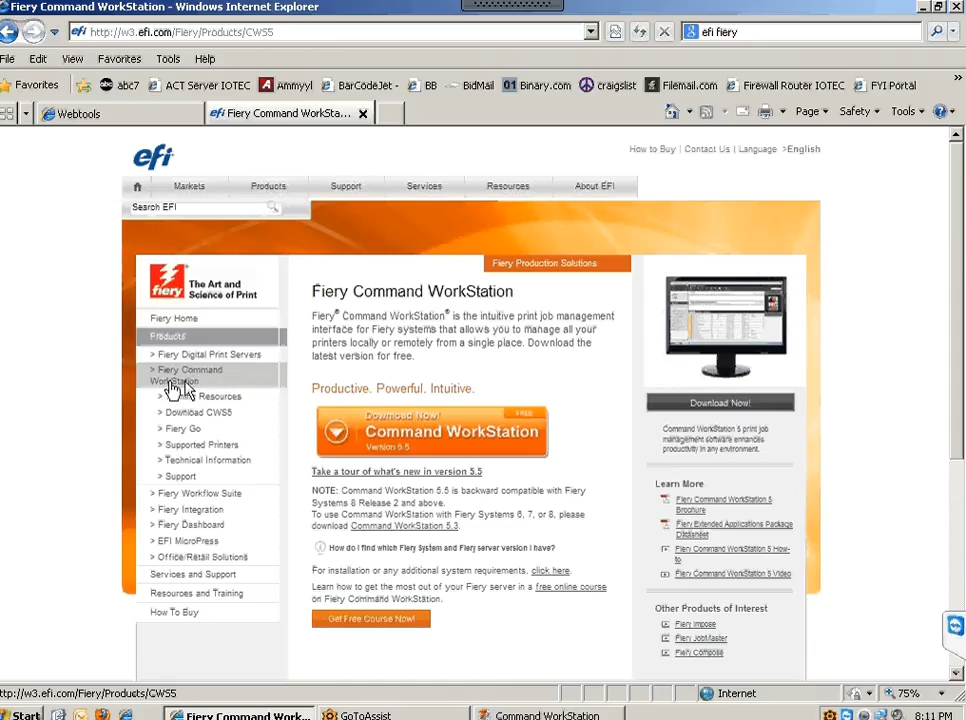 Fiery Command WorkStation - Windows Internet Explorer
http://w3.efi.com/Fiery/Products/CWS5
efi fiery
File Edit View Favorites Tools Help
Favorites abc7 ACT Server IOTEC Ammyyl BarCodeJet - BB BidMail 01 Binary.com craigslist Filemail.com Firewall Router IOTEC FYI Portal
Webtools
efi Fiery Command WorkSta...
Page Safety Tools
efi
How to Buy | Contact Us | Language >English
Markets Products Support Services Resources About EFI
Search EFI
Fiery Production Solutions
fiery
The Art and
Science of Print
Fiery Home
Products
> Fiery Digital Print Servers
> Fiery Command
WorkStation
> Resources
> Download CWS5
> Fiery Go
> Supported Printers
> Technical Information
> Support
> Fiery Workflow Suite
> Fiery Integration
> Fiery Dashboard
> EFI MicroPress
> Office/Retail Solutions
Services and Support
Resources and Training
How To Buy
Fiery Command WorkStation
Fiery® Command WorkStation® is the intuitive print job management
interface for Fiery systems that allows you to manage all your
printers locally or remotely from a single place. Download the
latest version for free.
Productive. Powerful. Intuitive.
Download Now! FREE
Command WorkStation
Version 5.5
Take a tour of what's new in version 5.5
NOTE: Command WorkStation 5.5 is backward compatible with Fiery
Systems 8 Release 2 and above.
To use Command WorkStation with Fiery Systems 6, 7, or 8, please
download Command WorkStation 5.3.
How do I find which Fiery System and Fiery server version I have?
For installation or any additional system requirements, click here.
Learn how to get the most out of your Fiery server in a free online course
on Fiery Command WorkStation.
Get Free Course Now!
Download Now!
Command WorkStation 5 print job
management software enhances
productivity in any environment.
Learn More
Fiery Command WorkStation 5
Brochure
Fiery Extended Applications Package
Datasheet
Fiery Command WorkStation 5 How-
to
Fiery Command WorkStation 5 Video
Other Products of Interest
Fiery Impose
Fiery JobMaster
Fiery Compose
http://w3.efi.com/Fiery/Products/CWS5
Internet
75%
Start
Fiery Command Work...
GoToAssist
Command WorkStation
8:11 PM